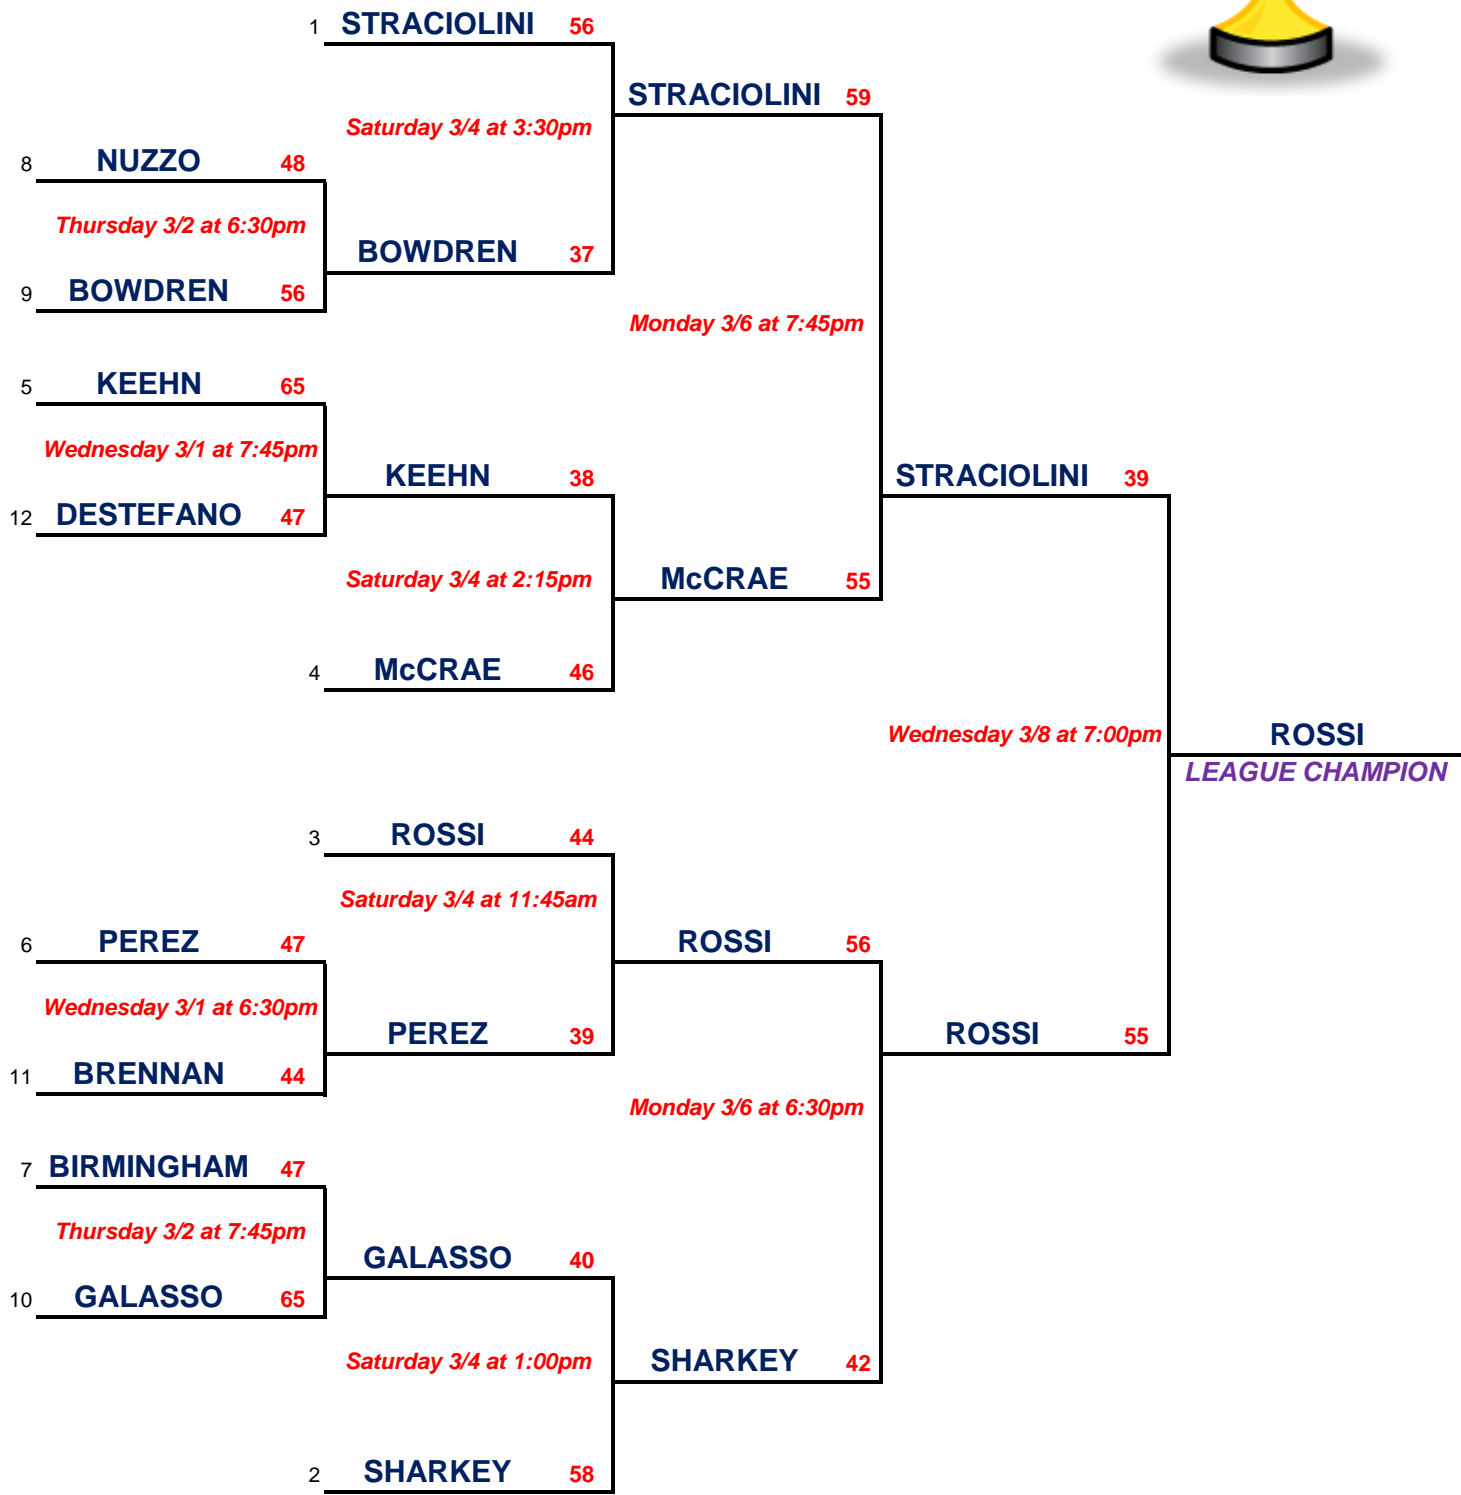 1 STRACIOLINI 56
STRACIOLINI 59
Saturday 3/4 at 3:30pm
8 NUZZO 48
Thursday 3/2 at 6:30pm
BOWDREN 37
9 BOWDREN 56
Monday 3/6 at 7:45pm
5 KEEHN 65
Wednesday 3/1 at 7:45pm
KEEHN 38
STRACIOLINI 39
12 DESTEFANO 47
Saturday 3/4 at 2:15pm
McCRAE 55
4 McCRAE 46
Wednesday 3/8 at 7:00pm
ROSSI
LEAGUE CHAMPION
3 ROSSI 44
Saturday 3/4 at 11:45am
6 PEREZ 47
ROSSI 56
Wednesday 3/1 at 6:30pm
PEREZ 39
ROSSI 55
11 BRENNAN 44
Monday 3/6 at 6:30pm
7 BIRMINGHAM 47
Thursday 3/2 at 7:45pm
GALASSO 40
10 GALASSO 65
Saturday 3/4 at 1:00pm
SHARKEY 42
2 SHARKEY 58